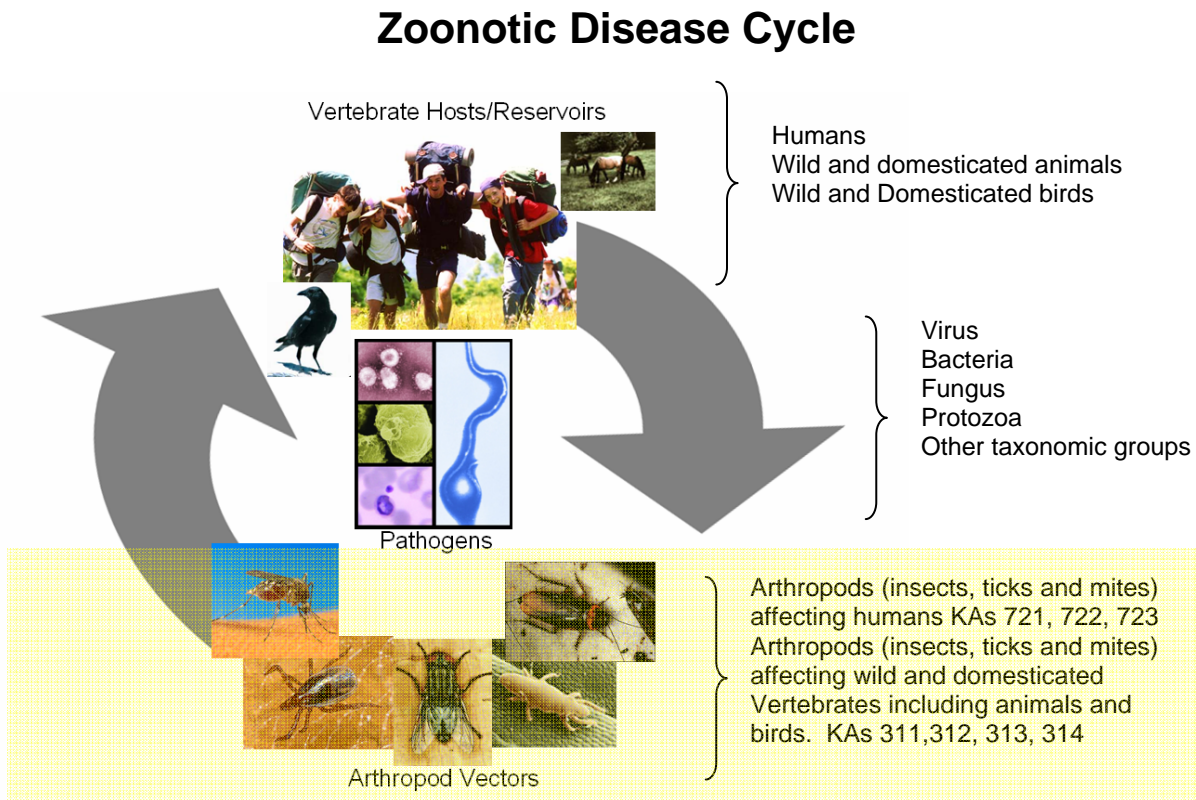 Zoonotic Disease Cycle
Vertebrate Hosts/Reservoirs
Humans
Wild and domesticated animals
Wild and Domesticated birds
Virus
Bacteria
Fungus
Protozoa
Other taxonomic groups
Pathogens
Arthropods (insects, ticks and mites)
affecting humans KAs 721, 722, 723
Arthropods (insects, ticks and mites)
affecting wild and domesticated
Vertebrates including animals and
birds.  KAs 311,312, 313, 314
Arthropod Vectors